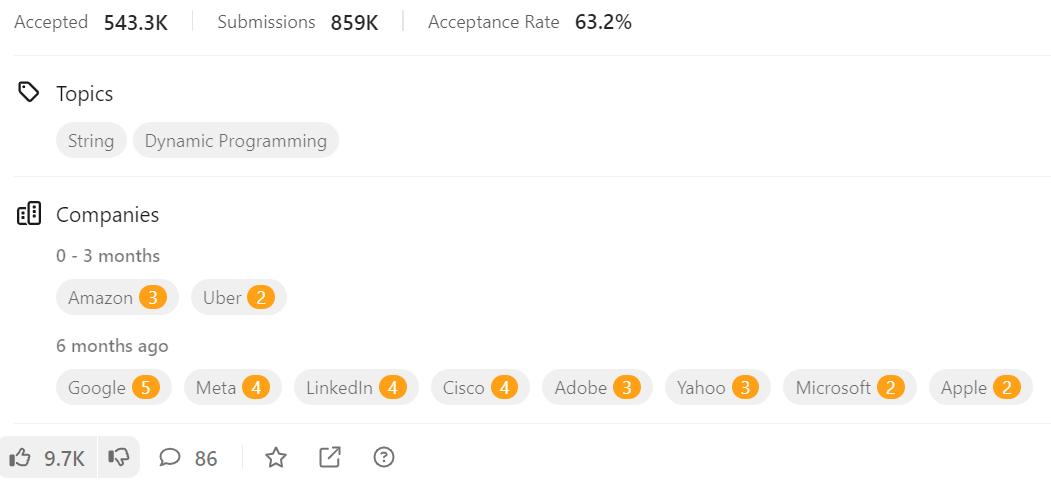 Accepted 543.3K Submissions 859K Acceptance Rate 63.2%
Topics
String Dynamic Programming
Companies
0 - 3 months
Amazon 3 Uber 2
6 months ago
Google 5 Meta 4 LinkedIn 4 Cisco 4 Adobe 3 Yahoo 3 Microsoft 2 Apple 2
9.7K 86